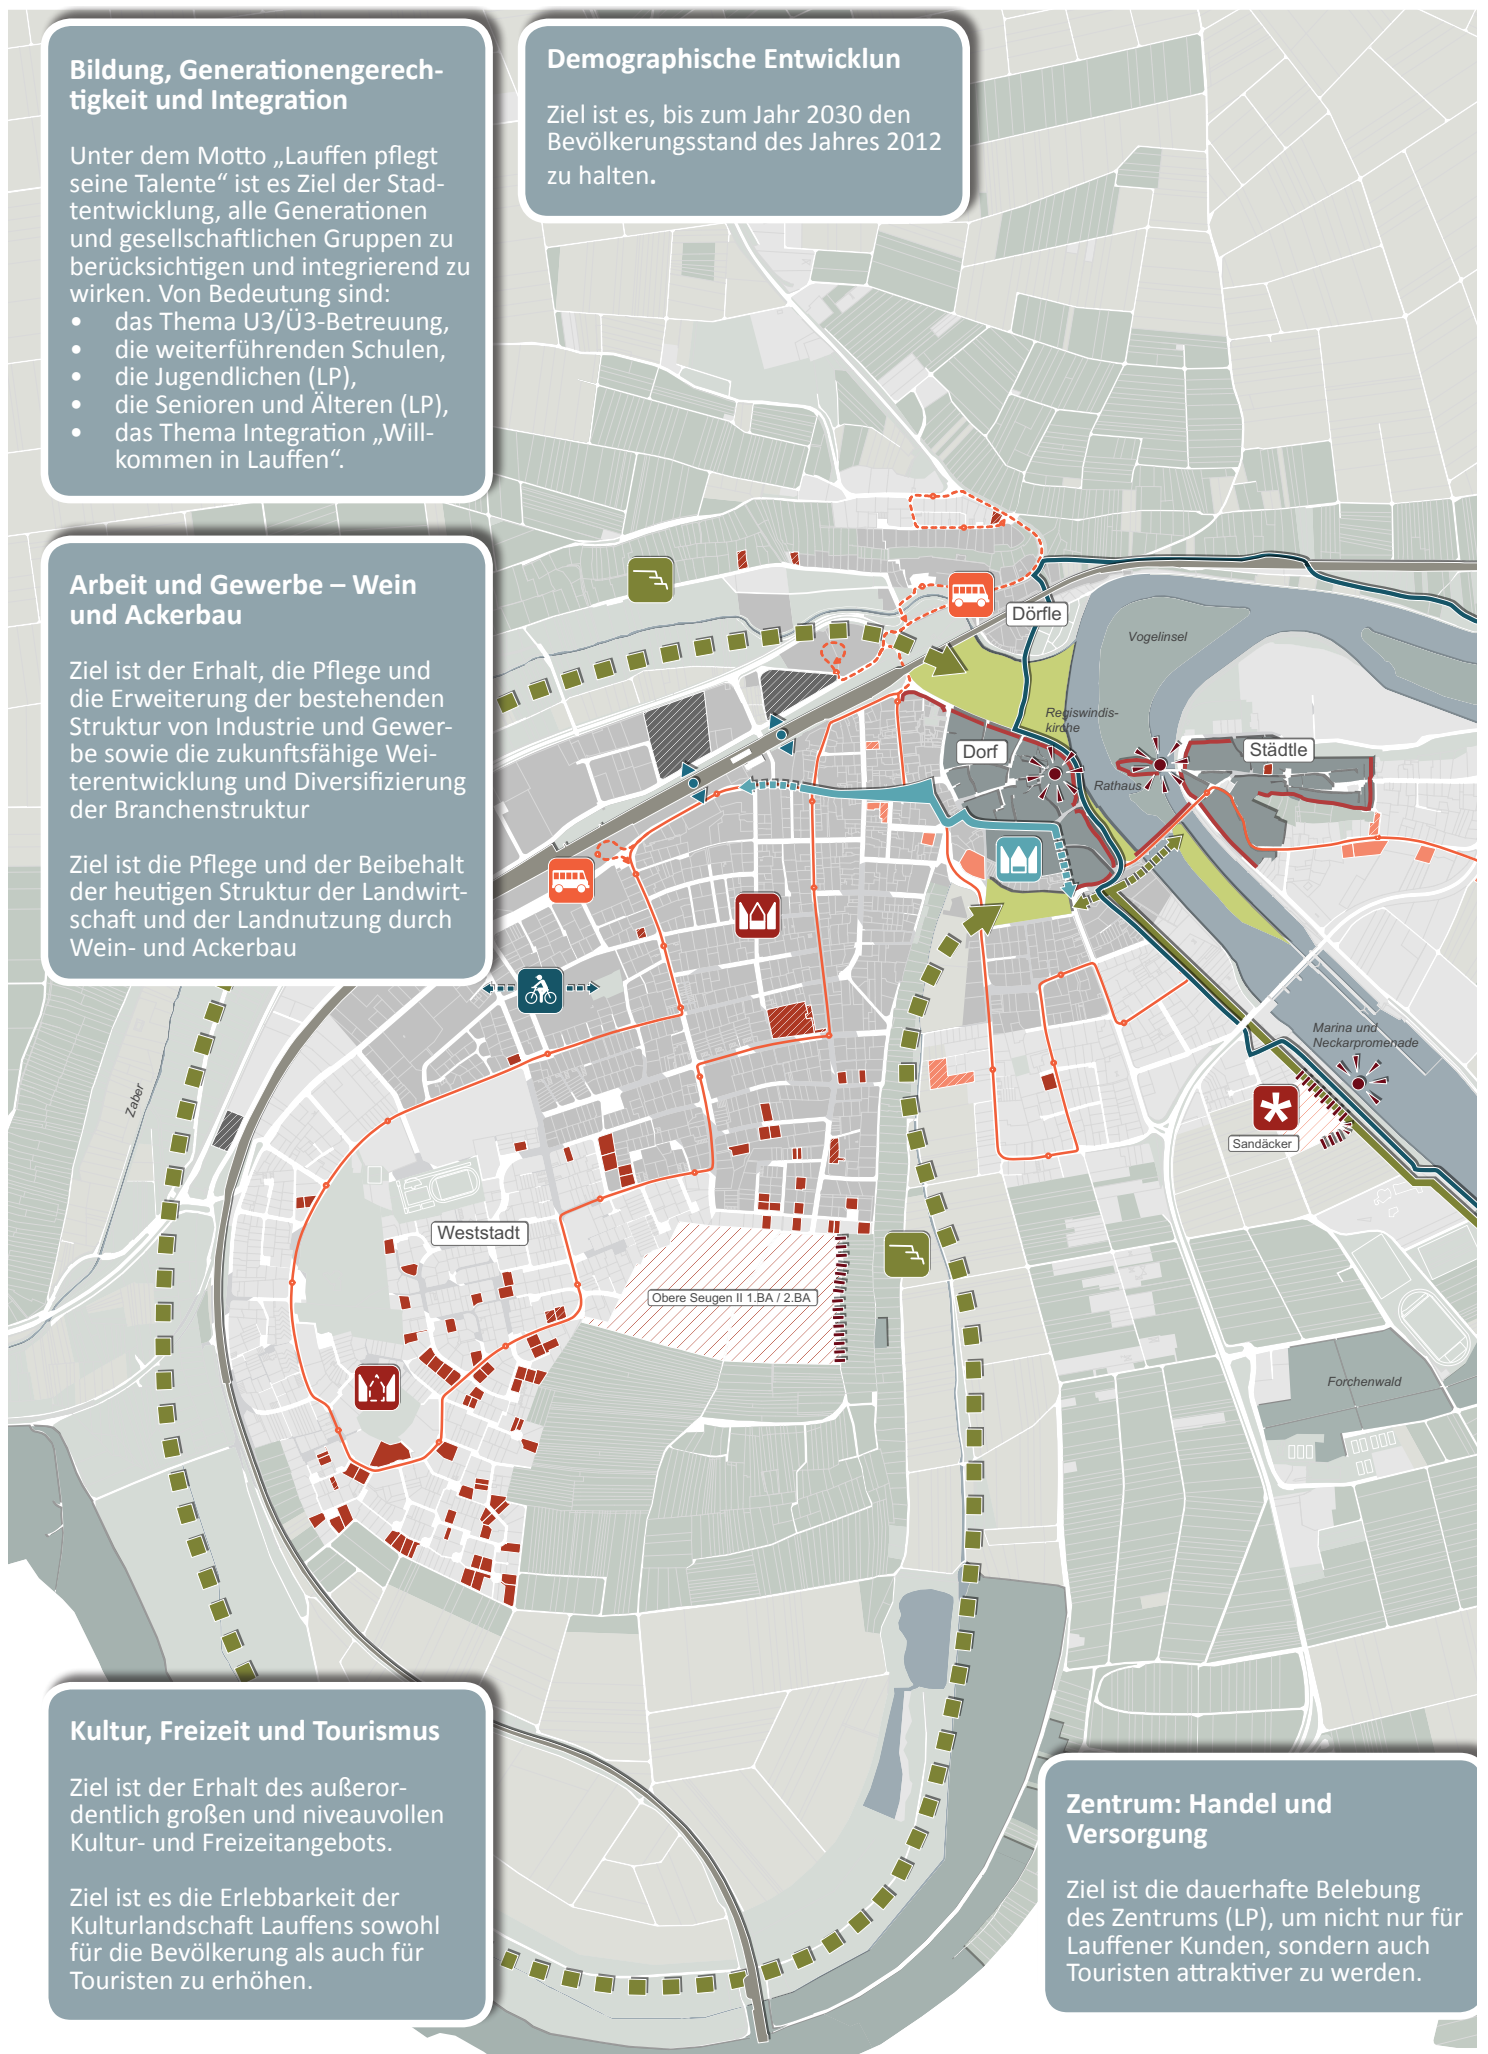 Bildung, Generationengerech-
tigkeit und Integration
Unter dem Motto „Lauffen pflegt
seine Talente“ ist es Ziel der Stad-
tentwicklung, alle Generationen
und gesellschaftlichen Gruppen zu
berücksichtigen und integrierend zu
wirken. Von Bedeutung sind:
• das Thema U3/Ü3-Betreuung,
• die weiterführenden Schulen,
• die Jugendlichen (LP),
• die Senioren und Älteren (LP),
• das Thema Integration „Will-
kommen in Lauffen“.
Demographische Entwicklun
Ziel ist es, bis zum Jahr 2030 den
Bevölkerungsstand des Jahres 2012
zu halten.
Arbeit und Gewerbe – Wein
und Ackerbau
Ziel ist der Erhalt, die Pflege und
die Erweiterung der bestehenden
Struktur von Industrie und Gewer-
be sowie die zukunftsfähige Wei-
terentwicklung und Diversifizierung
der Branchenstruktur
Ziel ist die Pflege und der Beibehalt
der heutigen Struktur der Landwirt-
schaft und der Landnutzung durch
Wein- und Ackerbau
Dörfle
Vogelinsel
Regiswindis-
kirche
Dorf
Städtle
Rathaus
Marina und
Neckarpromenade
Zaber
Sandäcker
Weststadt
Obere Seugen II 1.BA / 2.BA
Forchenwald
Kultur, Freizeit und Tourismus
Ziel ist der Erhalt des außeror-
dentlich großen und niveauvollen
Kultur- und Freizeitangebots.
Ziel ist es die Erlebbarkeit der
Kulturlandschaft Lauffens sowohl
für die Bevölkerung als auch für
Touristen zu erhöhen.
Zentrum: Handel und
Versorgung
Ziel ist die dauerhafte Belebung
des Zentrums (LP), um nicht nur für
Lauffener Kunden, sondern auch
Touristen attraktiver zu werden.